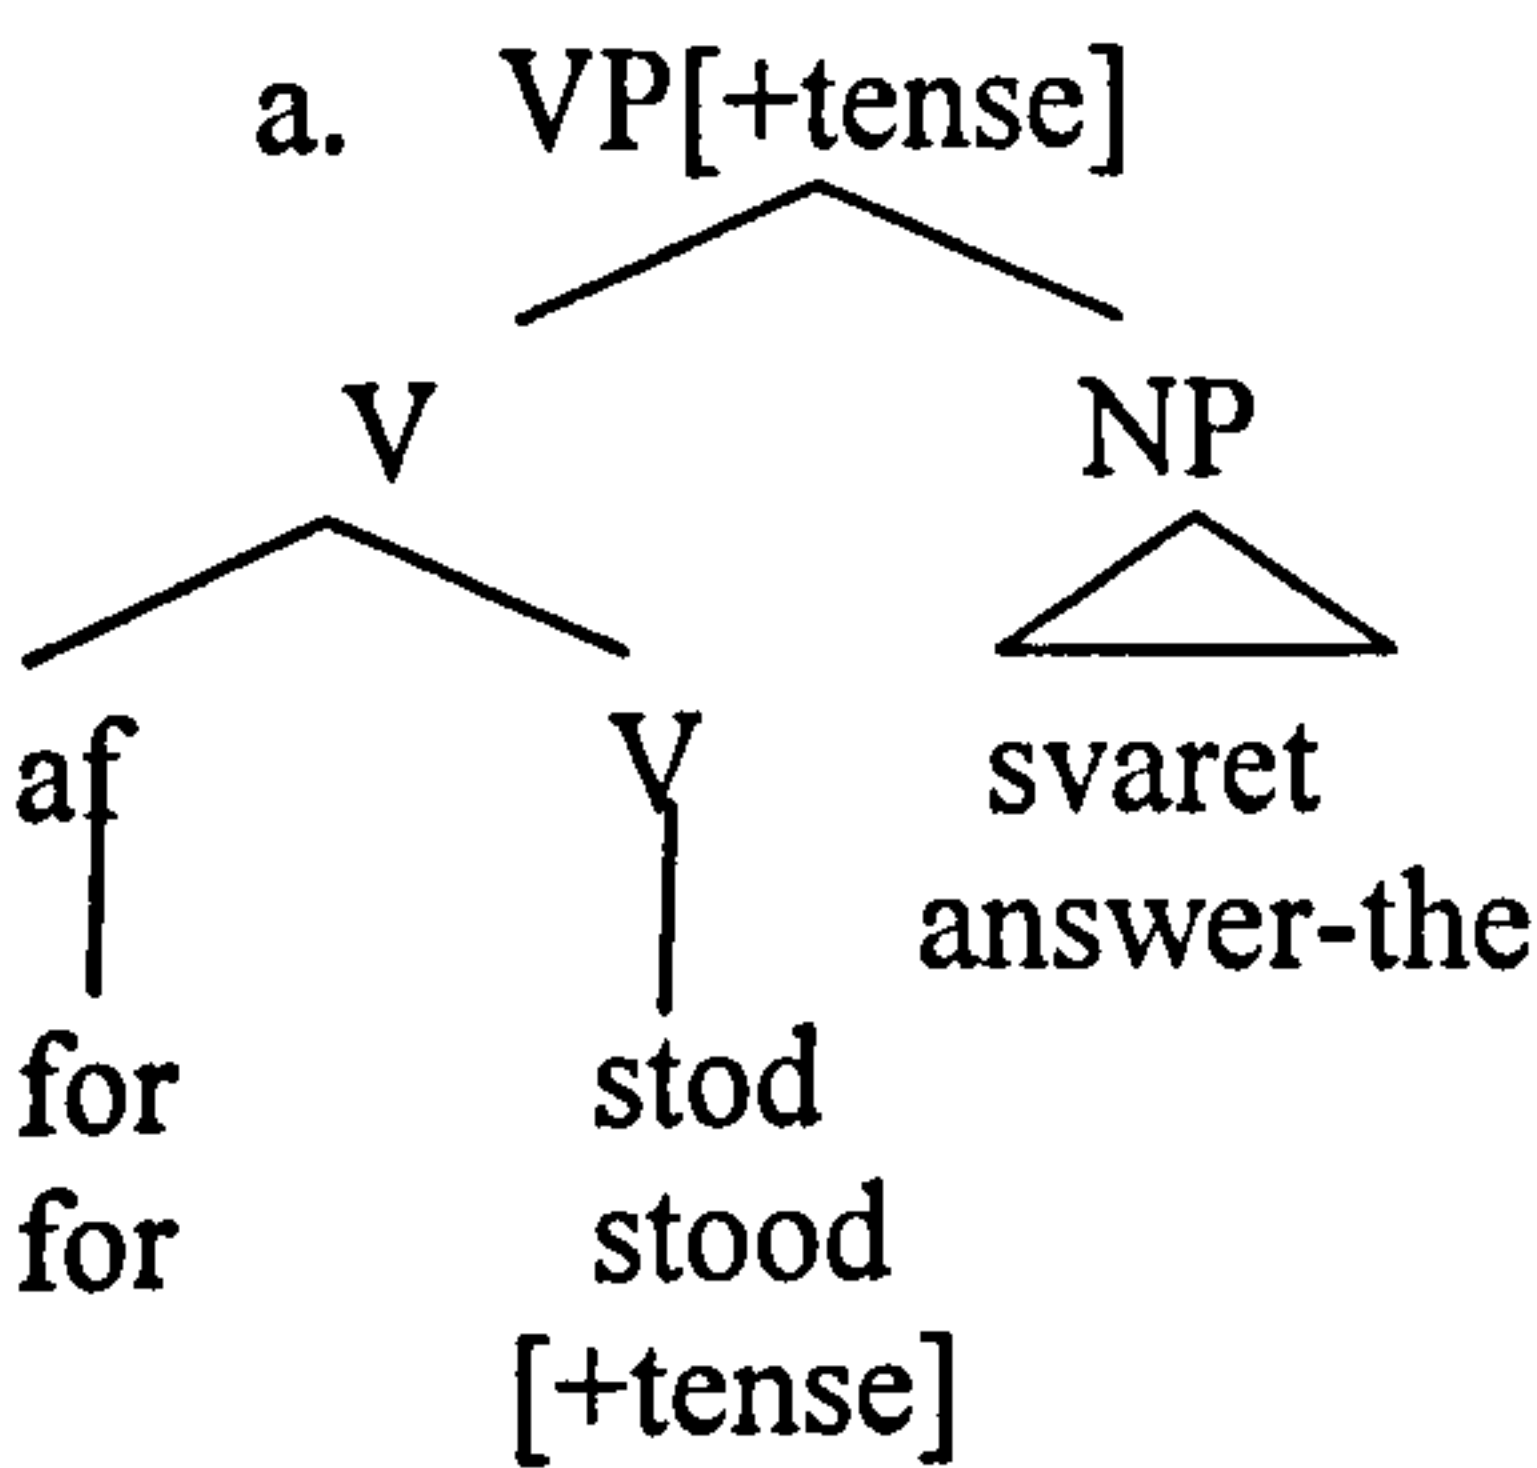 a. VP[+tense]
V NP
af V svaret
answer-the
for stod
for stood
[+tense]